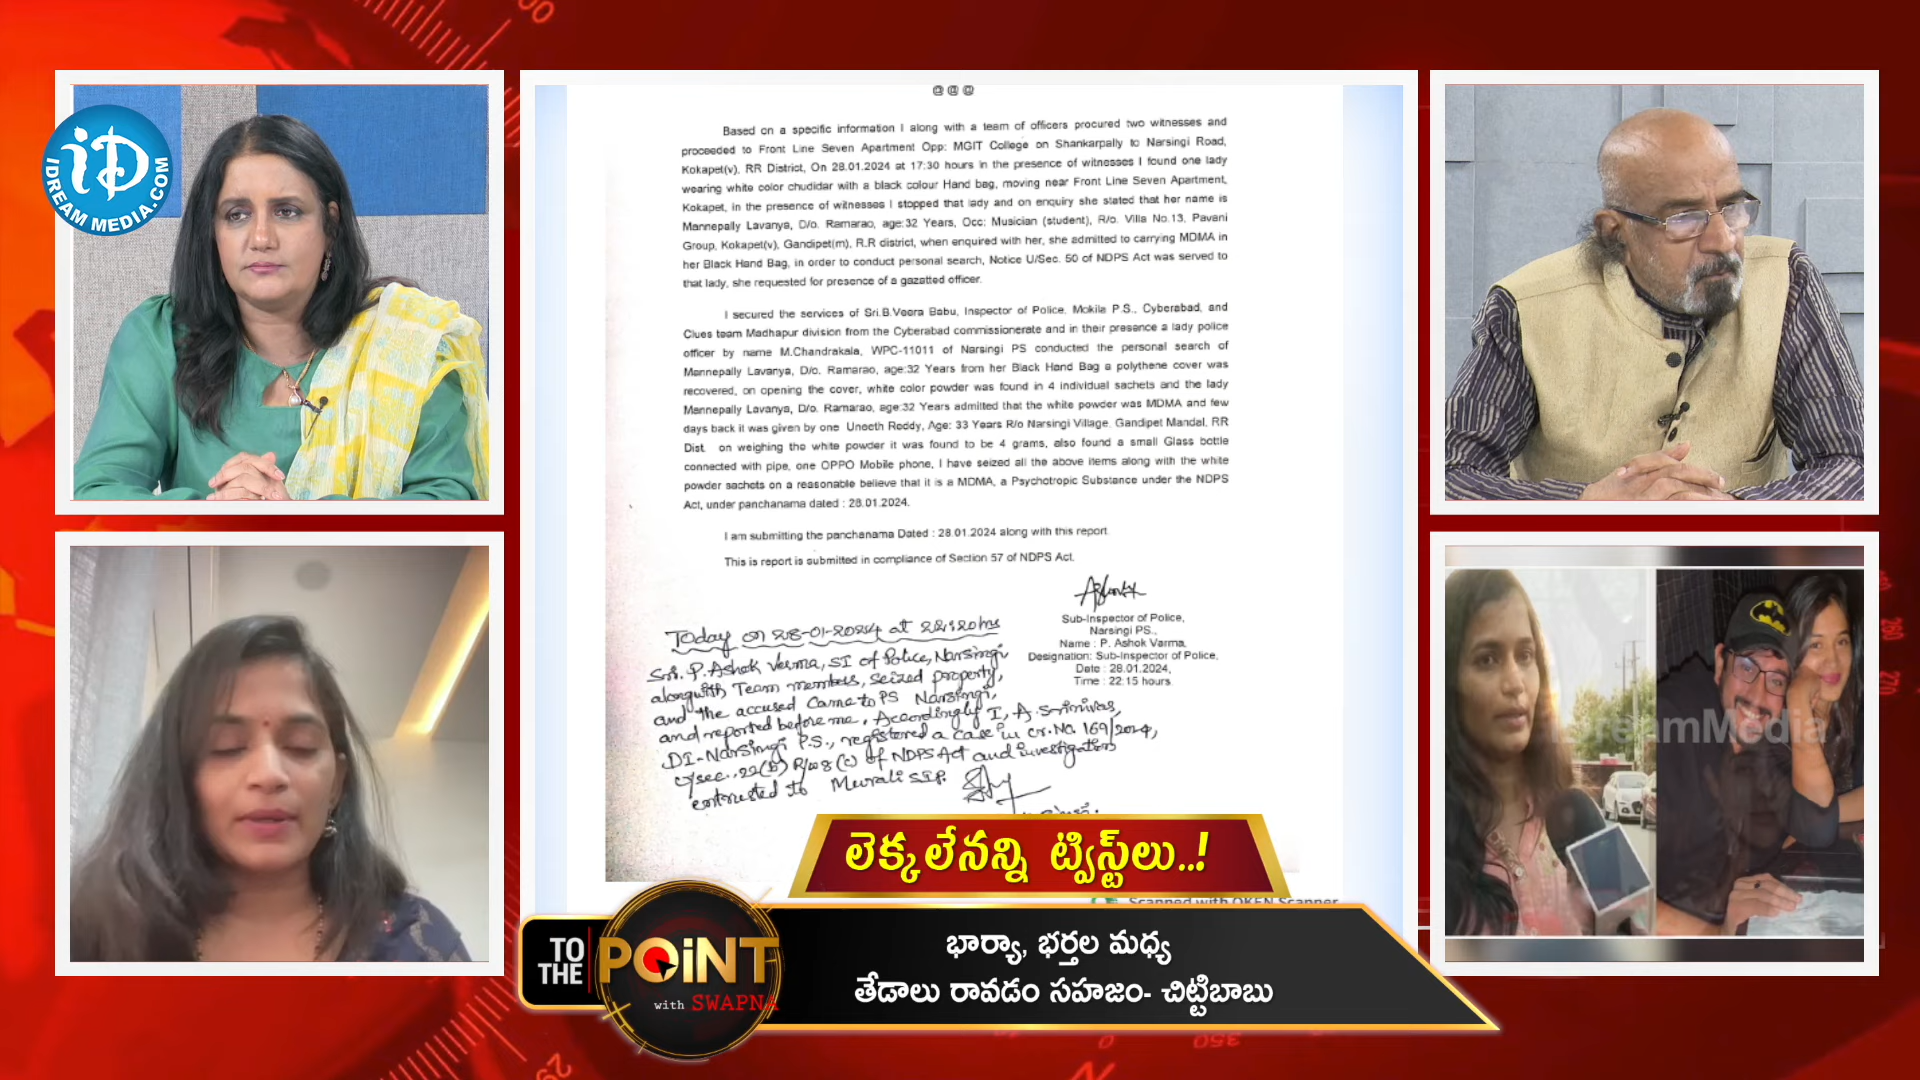 iD
IDREAM MEDIA.COM
@@@
Based on a specific information I along with a team of officers procured two witnesses and
proceeded to Front Line Seven Apartment Opp: MGIT College on Shankarpally to Narsingi Road,
Kokapet(v), RR District, On 28.01.2024 at 17:30 hours in the presence of witnesses I found one lady
wearing white color chudidar with a black colour Hand bag, moving near Front Line Seven Apartment,
Kokapet, in the presence of witnesses I stopped that lady and on enquiry she stated that her name is
Mannepally Lavanya, D/o. Ramarao, age:32 Years, Occ: Musician (student), R/o. Villa No.13, Pavani
Group, Kokapet(v), Gandipet(m), R.R district, when enquired with her, she admitted to carrying MDMA in
her Black Hand Bag, in order to conduct personal search, Notice U/Sec. 50 of NDPS Act was served to
that lady, she requested for presence of a gazatted officer.
I secured the services of Sri.B.Veera Babu, Inspector of Police, Mokila P.S., Cyberabad, and
Clues team Madhapur division from the Cyberabad commissionerate and in their presence a lady police
officer by name M.Chandrakala, WPC-11011 of Narsingi PS conducted the personal search of
Mannepally Lavanya, D/o. Ramarao, age:32 Years from her Black Hand Bag a polythene cover was
recovered, on opening the cover, white color powder was found in 4 individual sachets and the lady
Mannepally Lavanya, D/o. Ramarao, age:32 Years admitted that the white powder was MDMA and few
days back it was given by one Uneeth Reddy, Age: 33 Years R/o Narsingi Village, Gandipet Mandal, RR
Dist. on weighing the white powder it was found to be 4 grams, also found a small Glass bottle
connected with pipe, one OPPO Mobile phone, I have seized all the above items along with the white
powder sachets on a reasonable believe that it is a MDMA, a Psychotropic Substance under the NDPS
Act, under panchanama dated : 28.01.2024.
I am submitting the panchanama Dated : 28.01.2024 along with this report.
This is report is submitted in compliance of Section 57 of NDPS Act.
Sub-Inspector of Police,
Narsingi PS.,
Name : P. Ashok Varma,
Designation: Sub-Inspector of Police,
Date : 28.01.2024,
Time : 22:15 hours.
Today on 28-01-2024 at 22:20 hrs
Sri. P. Ashok Varma, SI of Police, Narsingi
alongwith Team members, seized property,
and the accused Came to PS Narsingi,
and reported before me, Accordingly I, A. Srinivas,
DI-Narsingi P.S., registered a case in cr.No. 169/2024,
u/sec. 22(b) R/w 8(c) of NDPS Act and investigation
entrusted to Murali SIP.
Scanned with OKEN Scanner
లెక్కలేనన్ని ట్విస్ట్‌లు..!
TO THE POiNT
with SWAPNA
భార్యా, భర్తల మధ్య
తేడాలు రావడం సహజం- చిట్టిబాబు
iDreamMedia